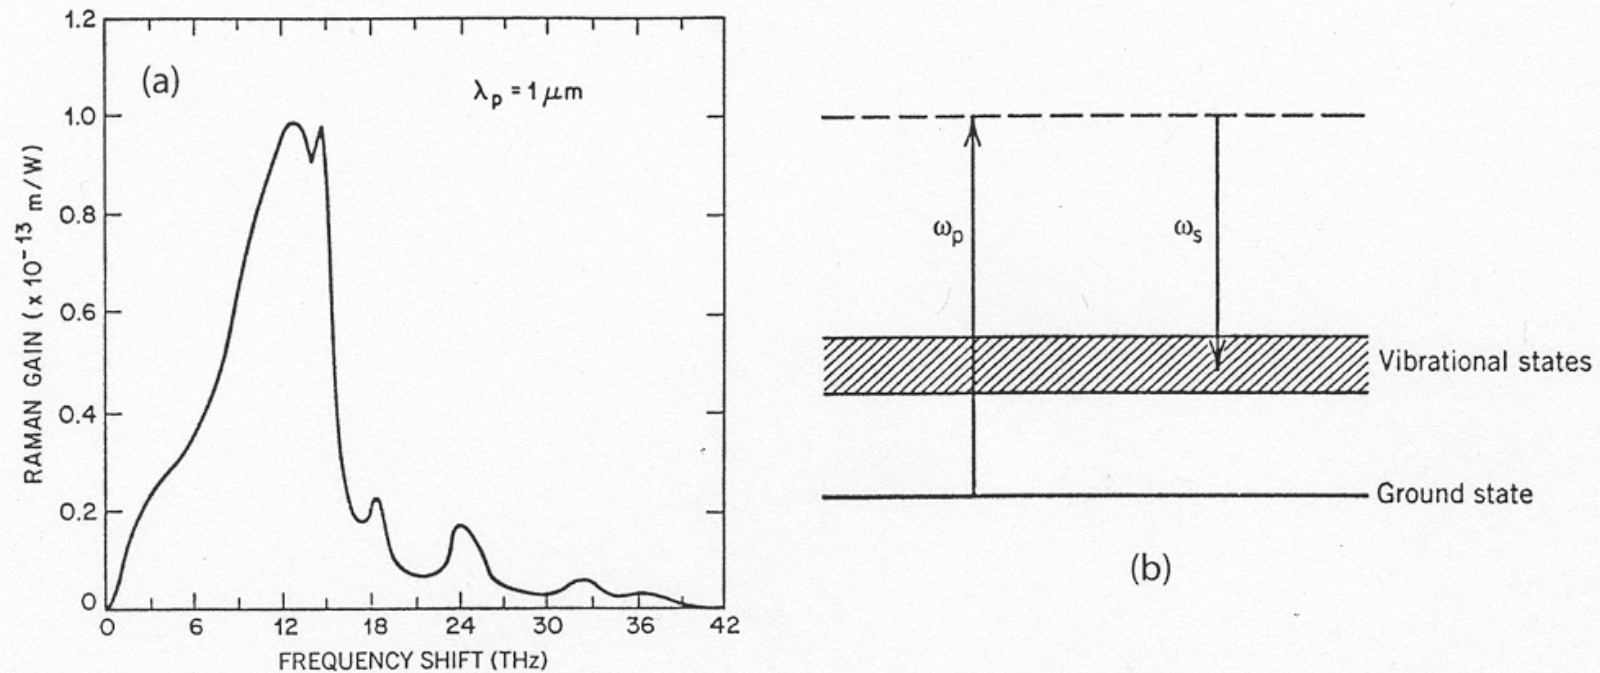 (a)
λp = 1 μm
RAMAN GAIN (x 10-13 m/W)
1.2
1.0
0.8
0.6
0.4
0.2
0
0 6 12 18 24 30 36 42
FREQUENCY SHIFT (THz)
ωp
ωs
Vibrational states
Ground state
(b)